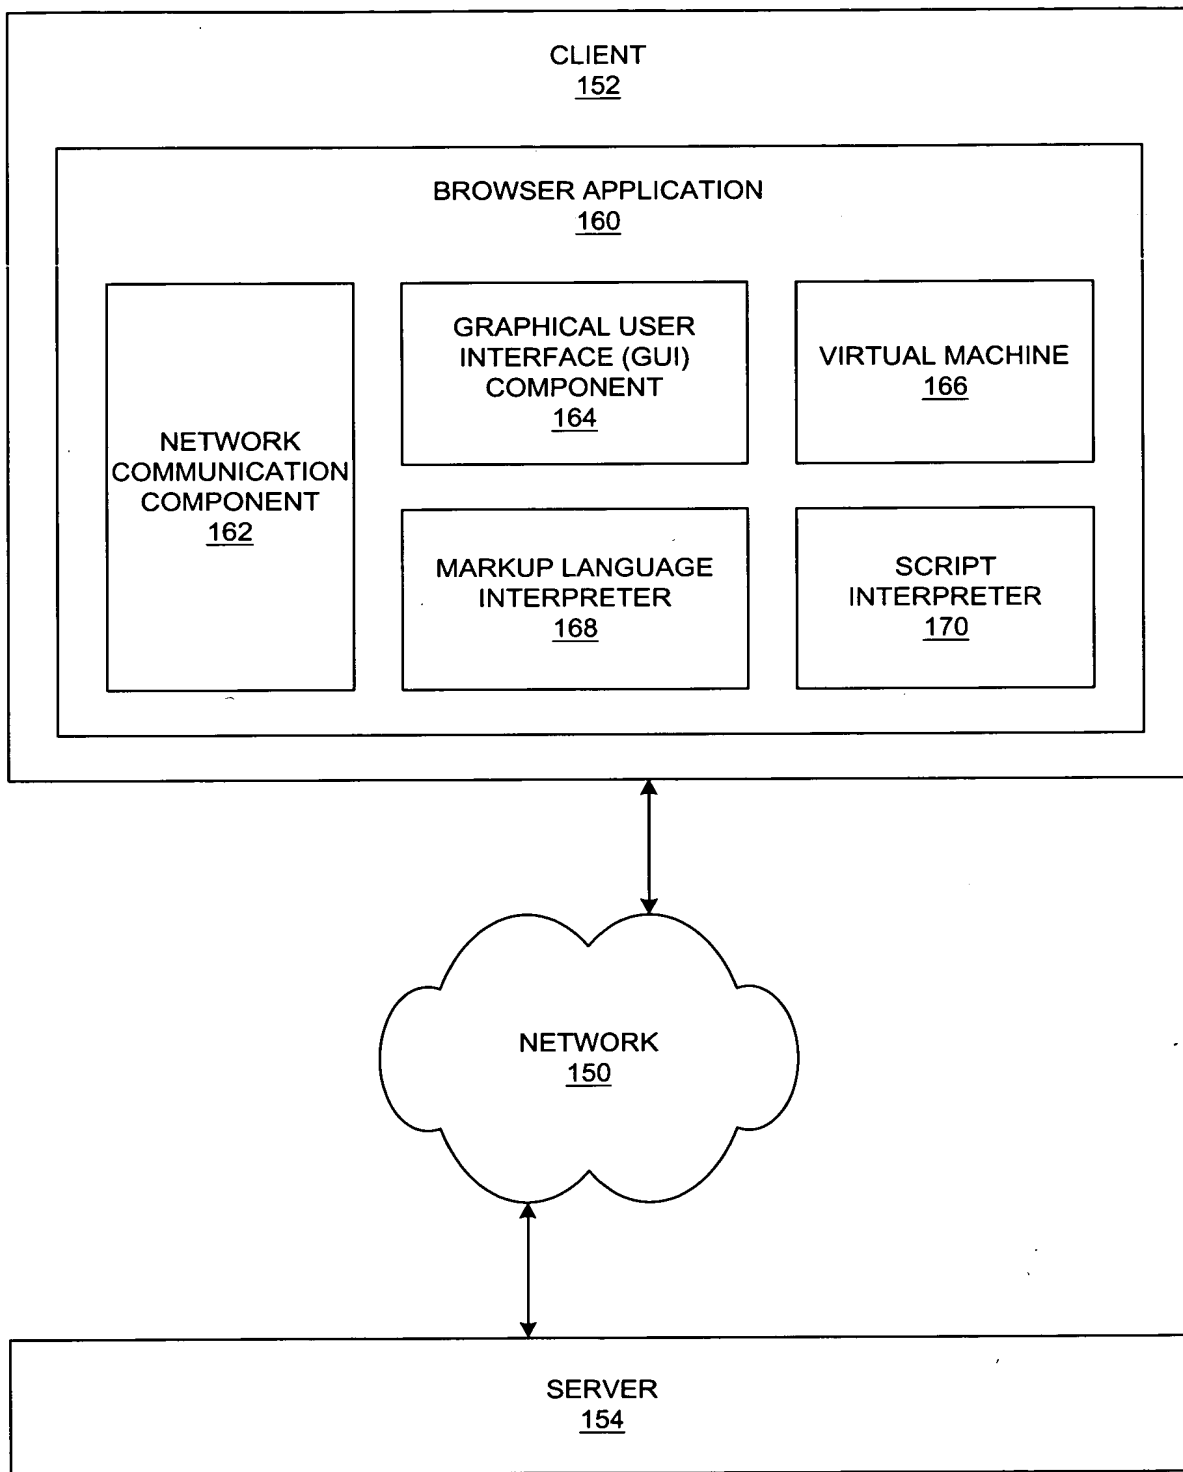 CLIENT
152
BROWSER APPLICATION
160
NETWORK
COMMUNICATION
COMPONENT
162
GRAPHICAL USER
INTERFACE (GUI)
COMPONENT
164
VIRTUAL MACHINE
166
MARKUP LANGUAGE
INTERPRETER
168
SCRIPT
INTERPRETER
170
NETWORK
150
SERVER
154